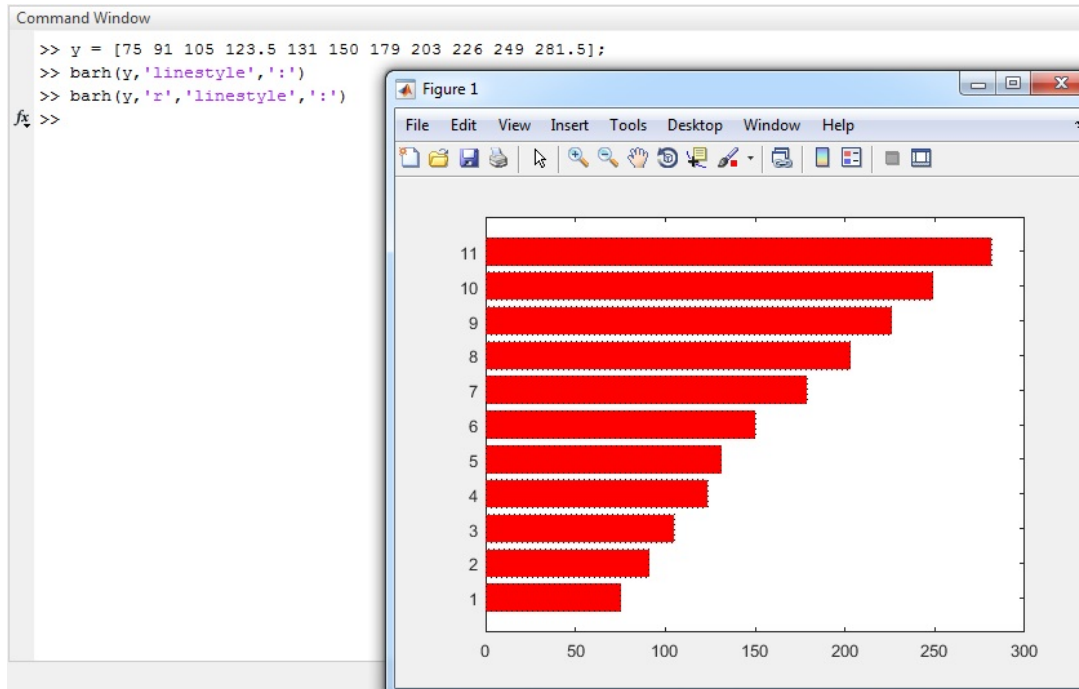 Command Window
>> y = [75 91 105 123.5 131 150 179 203 226 249 281.5];
>> barh(y,'linestyle',':')
>> barh(y,'r','linestyle',':')
fx >>
Figure 1
File Edit View Insert Tools Desktop Window Help
11
10
9
8
7
6
5
4
3
2
1
0 50 100 150 200 250 300